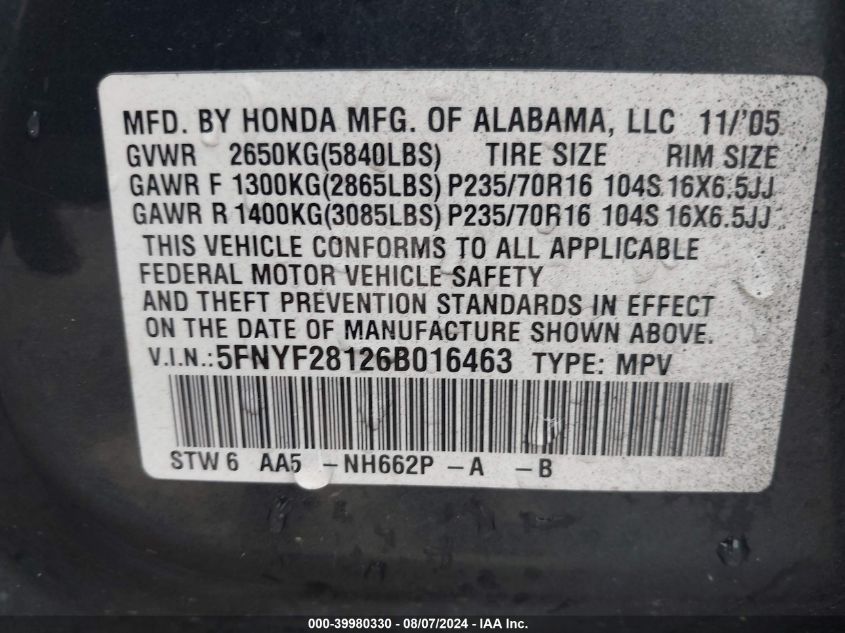 MFD. BY HONDA MFG. OF ALABAMA, LLC 11/'05
GVWR 2650KG(5840LBS) TIRE SIZE RIM SIZE
GAWR F 1300KG(2865LBS) P235/70R16 104S 16X6.5JJ
GAWR R 1400KG(3085LBS) P235/70R16 104S 16X6.5JJ
THIS VEHICLE CONFORMS TO ALL APPLICABLE
FEDERAL MOTOR VEHICLE SAFETY
AND THEFT PREVENTION STANDARDS IN EFFECT
ON THE DATE OF MANUFACTURE SHOWN ABOVE.
V.I.N.: 5FNYF28126B016463 TYPE: MPV
STW 6 AA5 -NH662P -A -B
000-39980330 - 08/07/2024 - IAA Inc.